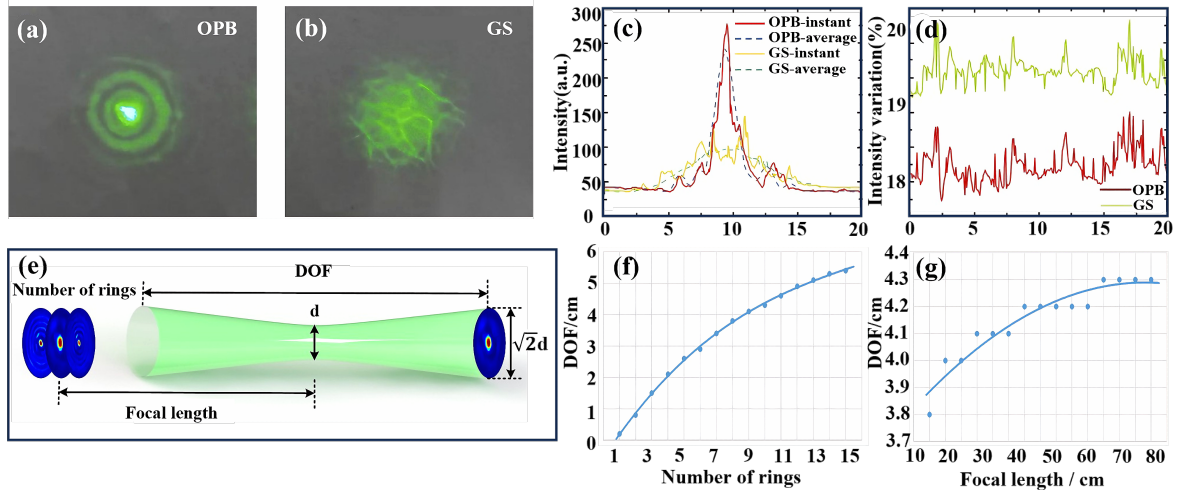 (a)
OPB
(b)
GS
(c)
OPB-instant
OPB-average
GS-instant
GS-average
Intensity(a.u.)
300
250
200
150
100
50
0
0 5 10 15 20
(d)
Intensity variation(%)
20
19
18
OPB
GS
0 5 10 15 20
(e)
DOF
Number of rings
d
√2d
Focal length
(f)
DOF/cm
6
5
4
3
2
1
0
1 3 5 7 9 11 13 15
Number of rings
(g)
DOF/cm
4.4
4.3
4.2
4.1
4.0
3.9
3.8
3.7
10 20 30 40 50 60 70 80
Focal length / cm